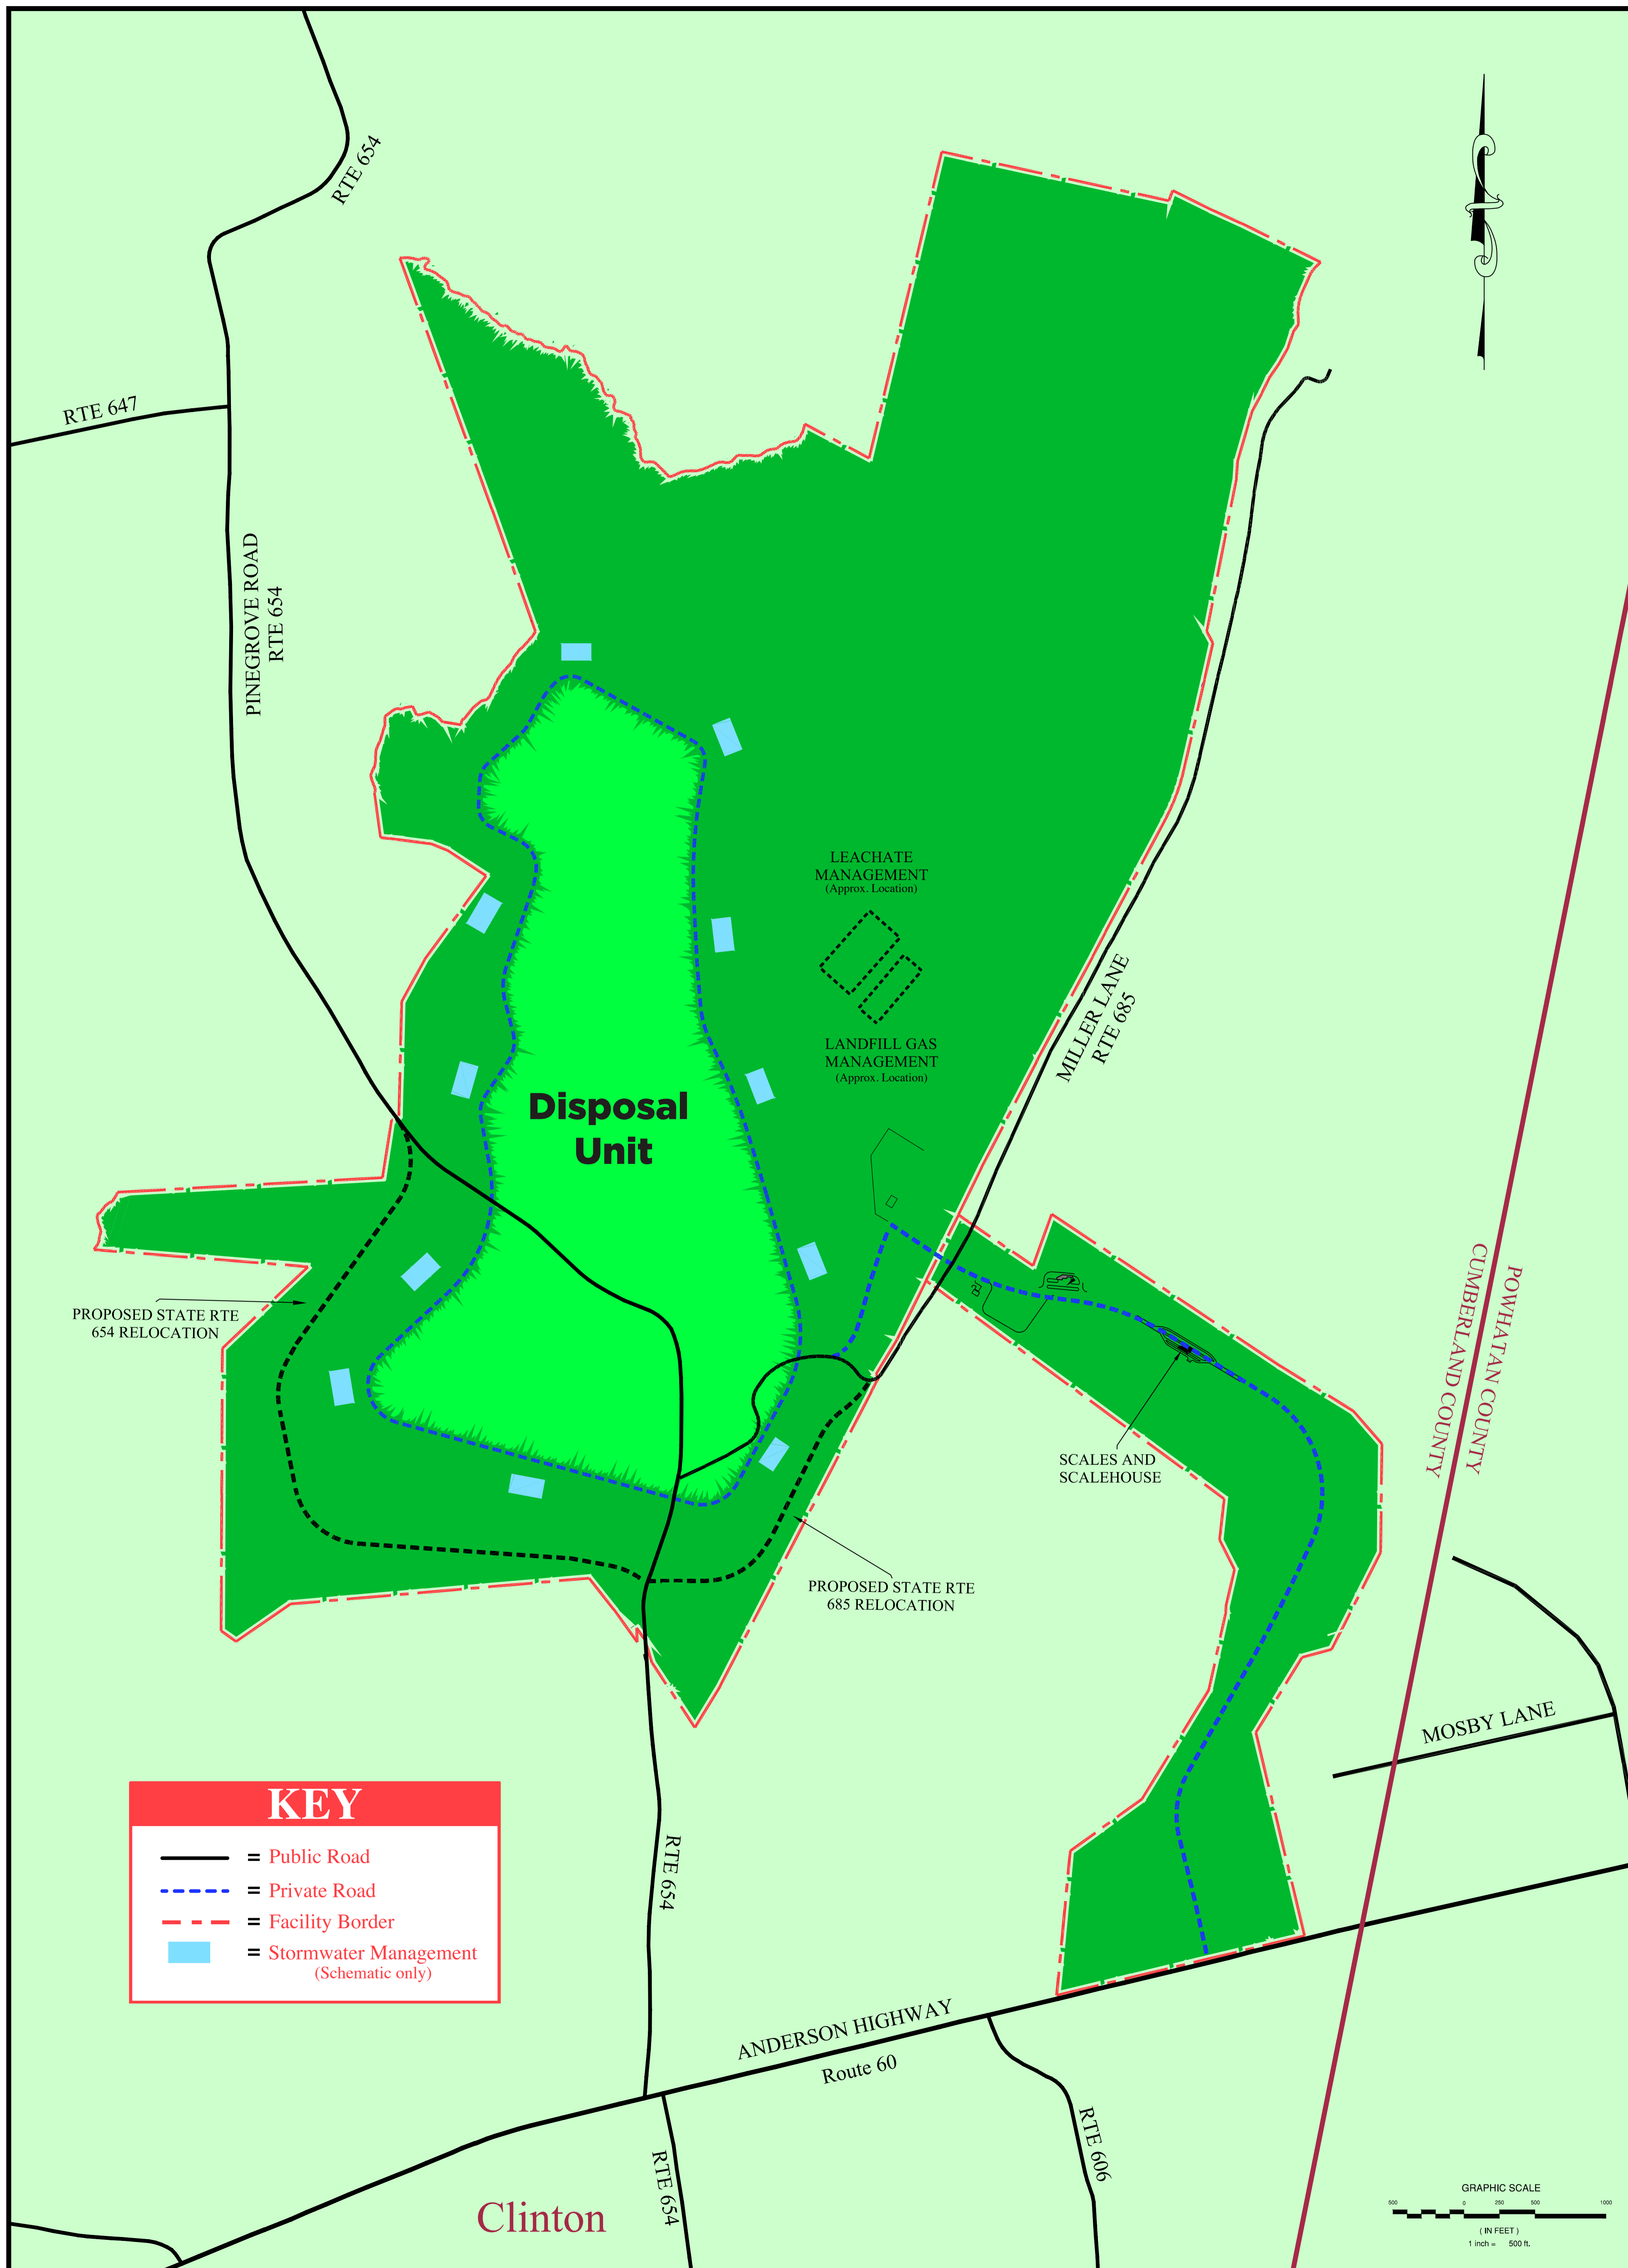 RTE 654
RTE 647
PINEGROVE ROAD
RTE 654
LEACHATE
MANAGEMENT
(Approx. Location)
LANDFILL GAS
MANAGEMENT
(Approx. Location)
MILLER LANE
RTE 685
Disposal
Unit
PROPOSED STATE RTE
654 RELOCATION
SCALES AND
SCALEHOUSE
POWHATAN COUNTY
CUMBERLAND COUNTY
PROPOSED STATE RTE
685 RELOCATION
MOSBY LANE
KEY
= Public Road
= Private Road
= Facility Border
= Stormwater Management
(Schematic only)
RTE 654
ANDERSON HIGHWAY
Route 60
RTE 606
RTE 654
Clinton
GRAPHIC SCALE
500 0 250 500 1000
( IN FEET )
1 inch = 500 ft.